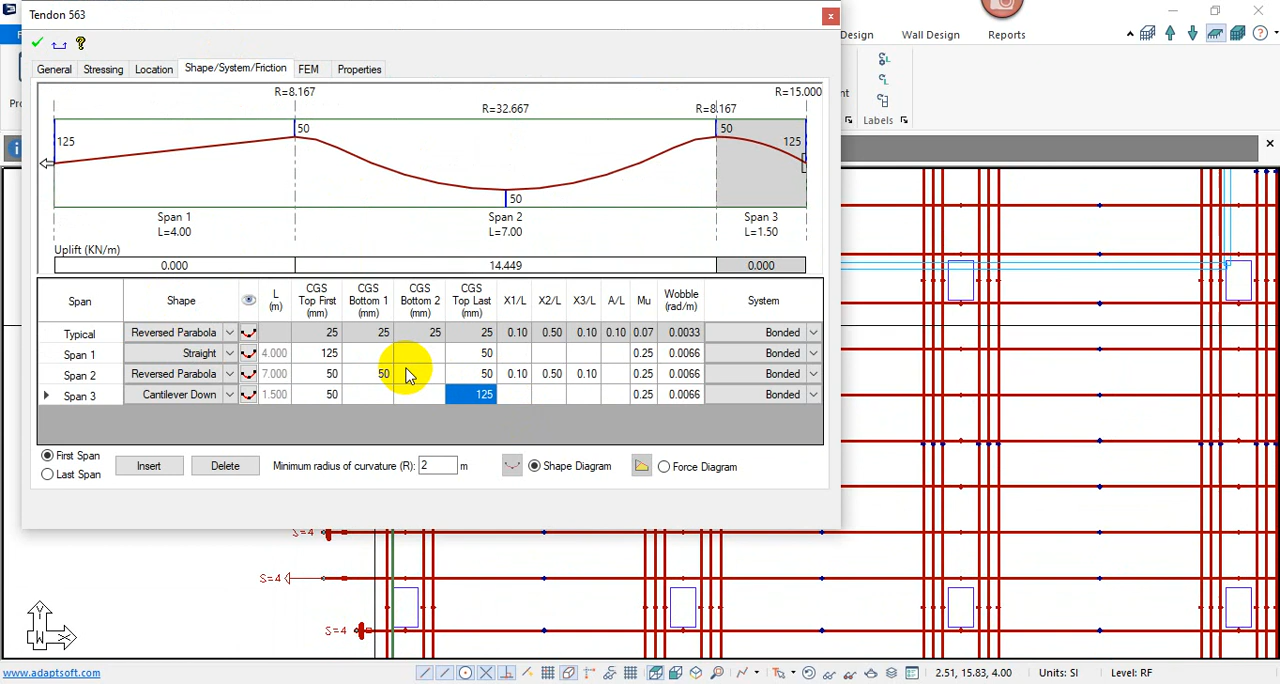 Tendon 563
x
Design
Wall Design
Reports
General
Stressing
Location
Shape/System/Friction
FEM
Properties
Labels
R=8.167
R=32.667
R=8.167
R=15.000
125
50
50
50
125
Span 1
L=4.00
Span 2
L=7.00
Span 3
L=1.50
Uplift (KN/m)
0.000
14.449
0.000
Span Shape L (m) CGS Top First (mm) CGS Bottom 1 (mm) CGS Bottom 2 (mm) CGS Top Last (mm) X1/L X2/L X3/L A/L Mu Wobble (rad/m) System
Typical Reversed Parabola 25 25 25 25 0.10 0.50 0.10 0.10 0.07 0.0033 Bonded
Span 1 Straight 4.000 125 50 0.25 0.0066 Bonded
Span 2 Reversed Parabola 7.000 50 50 50 0.10 0.50 0.10 0.25 0.0066 Bonded
Span 3 Cantilever Down 1.500 50 125 0.25 0.0066 Bonded
First Span
Last Span
Insert
Delete
Minimum radius of curvature (R): 2 m
Shape Diagram
Force Diagram
S=4
S=4
Y
W X
www.adaptsoft.com
2.51, 15.83, 4.00
Units: SI
Level: RF